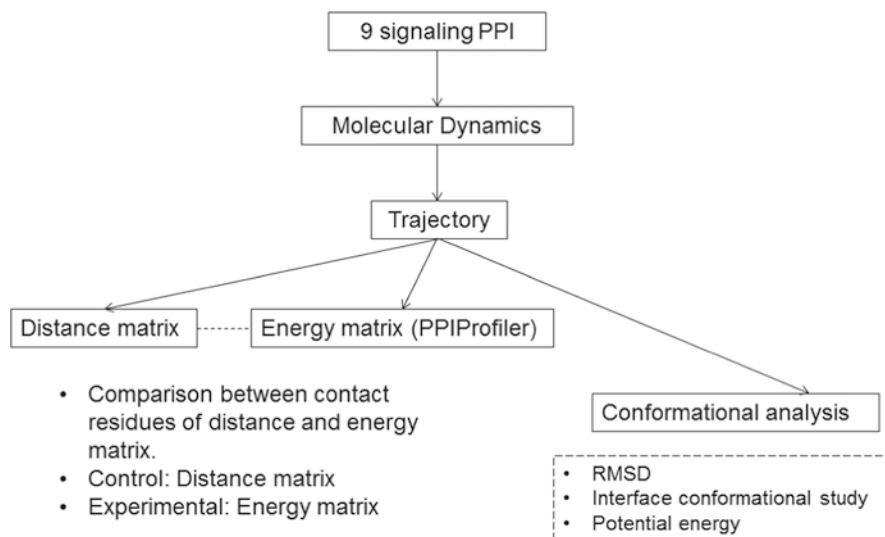 9 signaling PPI
Molecular Dynamics
Trajectory
Distance matrix
Energy matrix (PPIProfiler)
• Comparison between contact
residues of distance and energy
matrix.
• Control: Distance matrix
• Experimental: Energy matrix
Conformational analysis
• RMSD
• Interface conformational study
• Potential energy